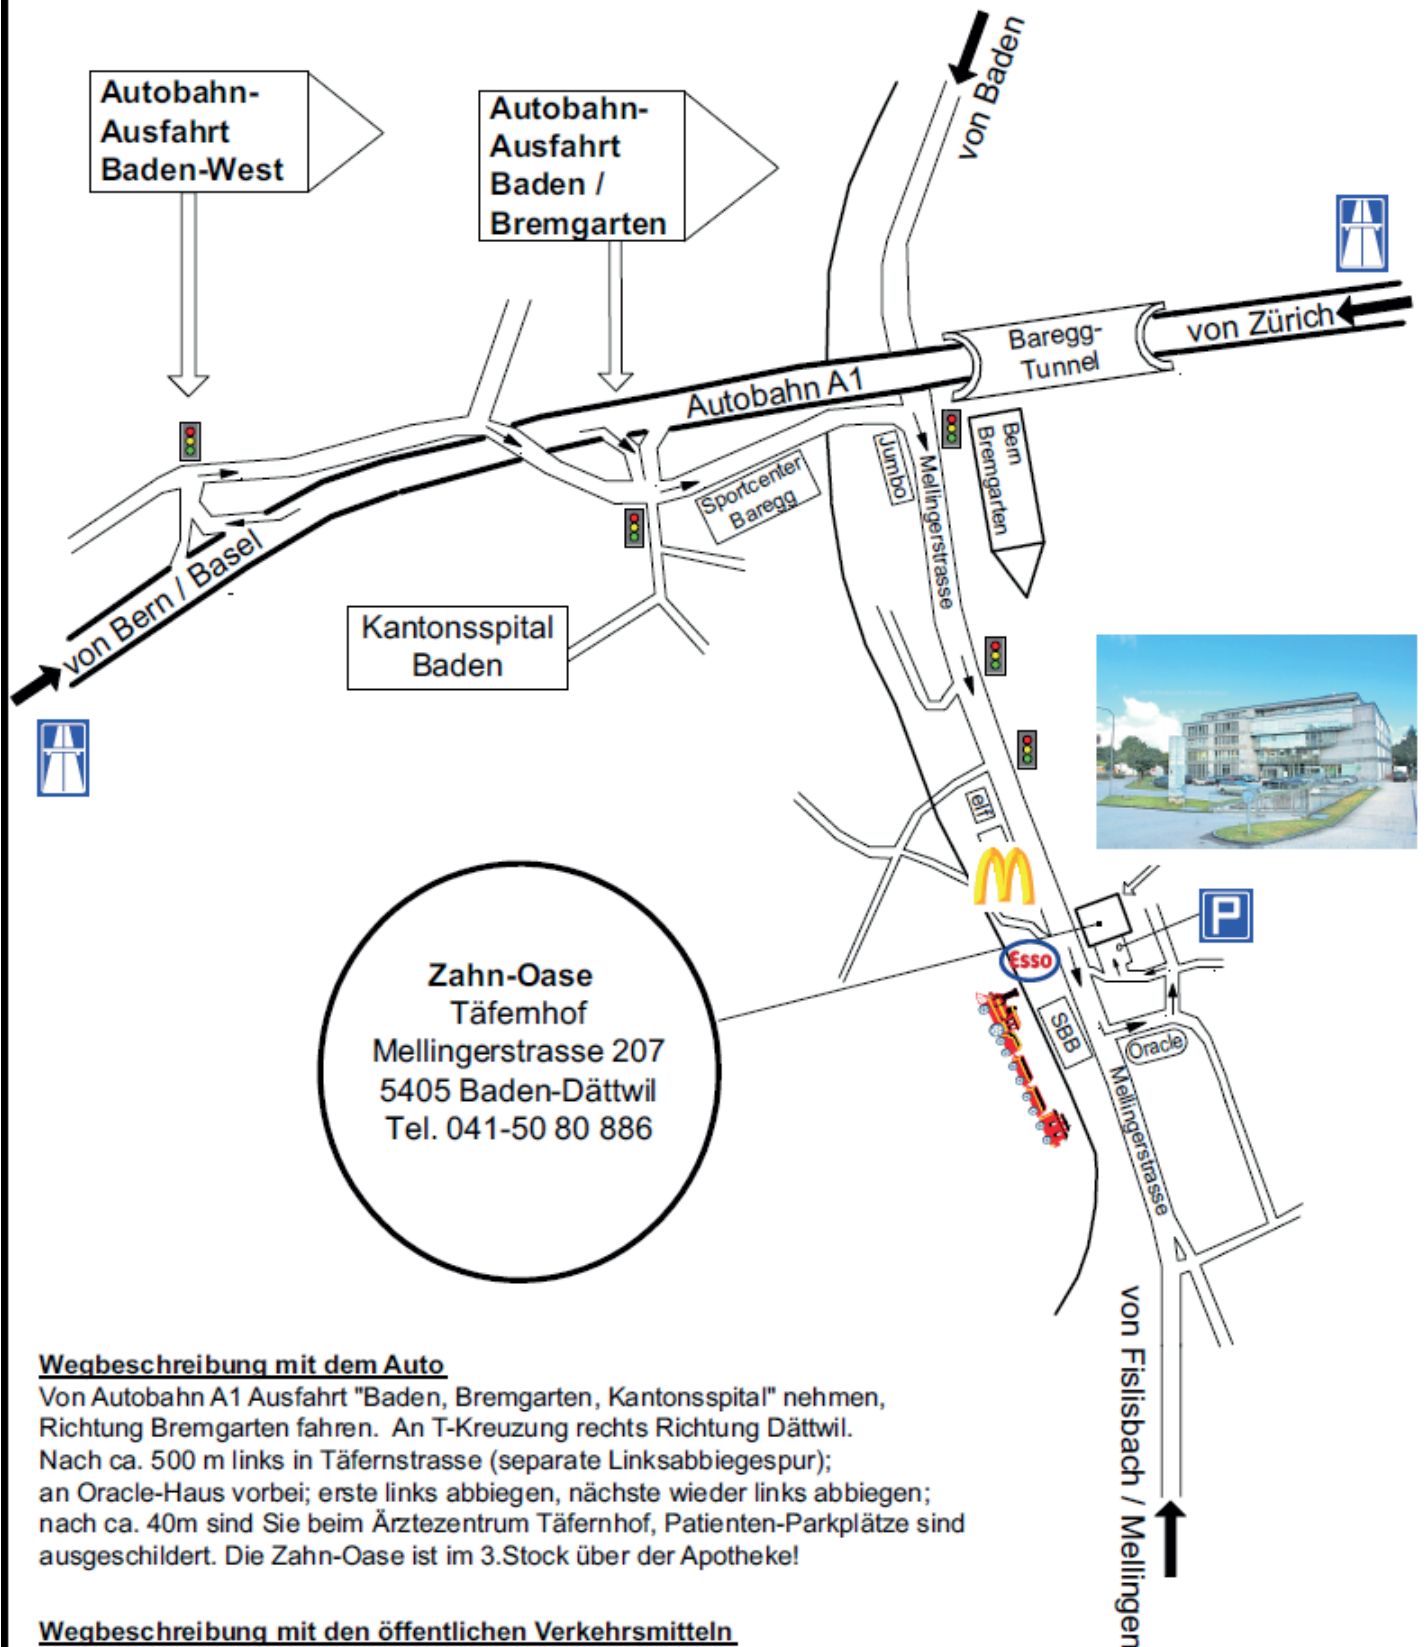 von Baden
Autobahn-
Ausfahrt
Baden-West
Autobahn-
Ausfahrt
Baden /
Bremgarten
von Zürich
Baregg-
Tunnel
Autobahn A1
Bern
Bremgarten
Jumbo
Mellingerstrasse
Sportcenter
Baregg
von Bern / Basel
Kantonsspital
Baden
elf
P
Esso
SBB
Oracle
Mellingerstrasse
Zahn-Oase
Täfernhof
Mellingerstrasse 207
5405 Baden-Dättwil
Tel. 041-50 80 886
von Fislisbach / Mellingen
Wegbeschreibung mit dem Auto
Von Autobahn A1 Ausfahrt "Baden, Bremgarten, Kantonsspital" nehmen,
Richtung Bremgarten fahren. An T-Kreuzung rechts Richtung Dättwil.
Nach ca. 500 m links in Täfernstrasse (separate Linksabbiegespur);
an Oracle-Haus vorbei; erste links abbiegen, nächste wieder links abbiegen;
nach ca. 40m sind Sie beim Ärztezentrum Täfernhof, Patienten-Parkplätze sind
ausgeschildert. Die Zahn-Oase ist im 3.Stock über der Apotheke!
Wegbeschreibung mit den öffentlichen Verkehrsmitteln